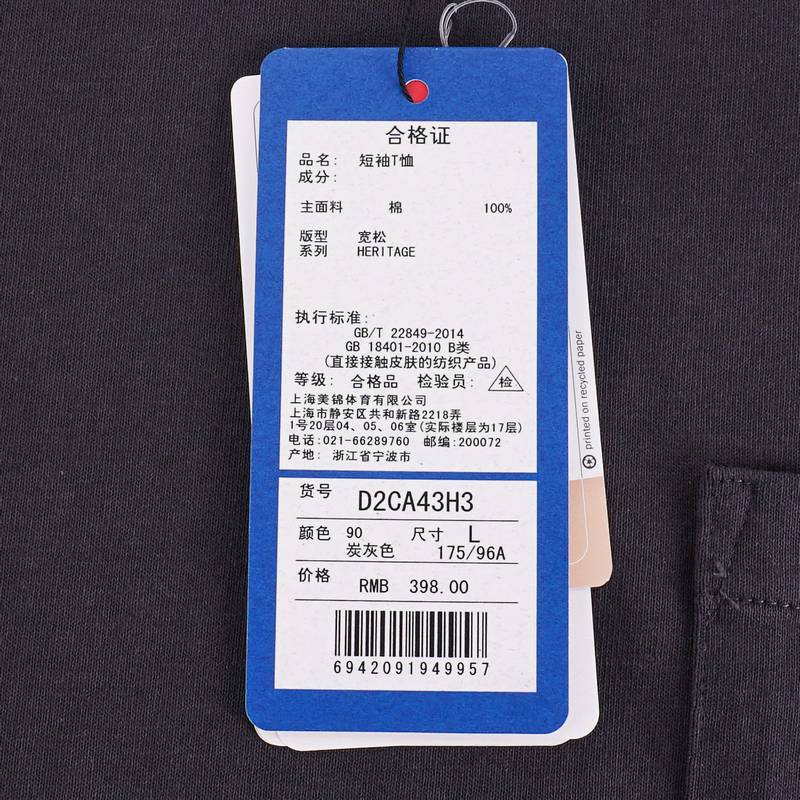 合格证
品名: 短袖T恤
成分:
主面料 棉 100%
版型 宽松
系列 HERITAGE
执行标准:
GB/T 22849-2014
GB 18401-2010 B类
(直接接触皮肤的纺织产品)
等级: 合格品 检验员: 检
上海美锦体育有限公司
上海市静安区共和新路2218弄
1号20层04、05、06室(实际楼层为17层)
电话:021-66289760 邮编:200072
产地: 浙江省宁波市
货号 D2CA43H3
颜色 90 尺寸 L
炭灰色 175/96A
价格 RMB 398.00
6942091949957
printed on recycled paper